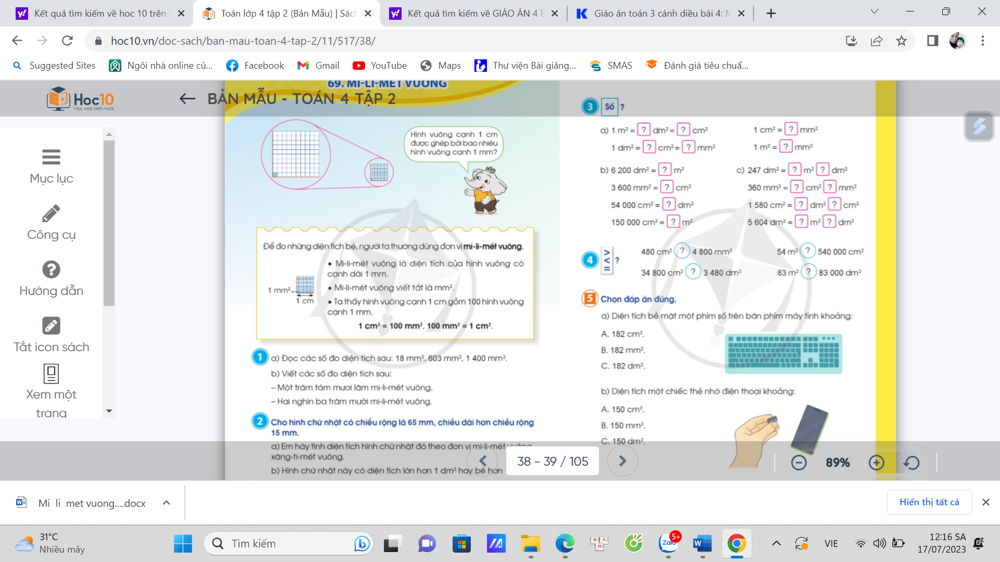 Kết quả tìm kiếm về hoc 10 trên
Toán lớp 4 tập 2 (Bản Mẫu) | Sách
Kết quả tìm kiếm về GIÁO ÁN 4 B
Giáo án toán 3 cánh diều bài 4: M
hoc10.vn/doc-sach/ban-mau-toan-4-tap-2/11/517/38/
Suggested Sites
Ngôi nhà online củ...
Facebook
Gmail
YouTube
Maps
Thư viện Bài giảng...
SMAS
Đánh giá tiêu chuẩ...
Hoc10
Học một biết mười
BẢN MẪU - TOÁN 4 TẬP 2
Mục lục
Công cụ
Hướng dẫn
Tắt icon sách
Xem một
trang
69. MI-LI-MÉT VUÔNG
Hình vuông cạnh 1 cm
được ghép bởi bao nhiêu
hình vuông cạnh 1 mm?
Để đo những diện tích bé, người ta thường dùng đơn vị mi-li-mét vuông.
• Mi-li-mét vuông là diện tích của hình vuông có
cạnh dài 1 mm.
• Mi-li-mét vuông viết tắt là mm².
• Ta thấy hình vuông cạnh 1 cm gồm 100 hình vuông
cạnh 1 mm.
1 cm² = 100 mm², 100 mm² = 1 cm².
1 mm²
1 cm
1 a) Đọc các số đo diện tích sau: 18 mm², 603 mm², 1 400 mm².
b) Viết các số đo diện tích sau:
– Một trăm tám mươi lăm mi-li-mét vuông,
– Hai nghìn ba trăm mười mi-li-mét vuông.
2 Cho hình chữ nhật có chiều rộng là 65 mm, chiều dài hơn chiều rộng
15 mm.
a) Em hãy tính diện tích hình chữ nhật đó theo đơn vị mi-li-mét vuông,
xăng-ti-mét vuông.
b) Hình chữ nhật này có diện tích lớn hơn 1 dm² hay bé hơn
3 Số ?
a) 1 m² = ? dm² = ? cm²
1 cm² = ? mm²
1 dm² = ? cm² = ? mm²
1 m² = ? mm²
b) 6 200 dm² = ? m²
3 600 mm² = ? cm²
54 000 cm² = ? dm²
150 000 cm² = ? m²
c) 247 dm² = ? m² ? dm²
360 mm² = ? cm² ? mm²
1 580 cm² = ? dm² ? cm²
5 604 dm² = ? m² ? dm²
4 > < = ?
480 cm² ? 4 800 mm²
54 m² ? 540 000 cm²
34 800 cm² ? 3 480 dm²
83 m² ? 83 000 dm²
5 Chọn đáp án đúng.
a) Diện tích bề mặt một phím số trên bàn phím máy tính khoảng:
A. 182 cm².
B. 182 mm².
C. 182 dm².
b) Diện tích một chiếc thẻ nhớ điện thoại khoảng:
A. 150 cm².
B. 150 mm².
C. 150 dm².
38 - 39 / 105
89%
Mi li met vuong....docx
Hiển thị tất cả
31°C
Nhiều mây
Tìm kiếm
5+
Zalo
VIE
12:16 SA
17/07/2023